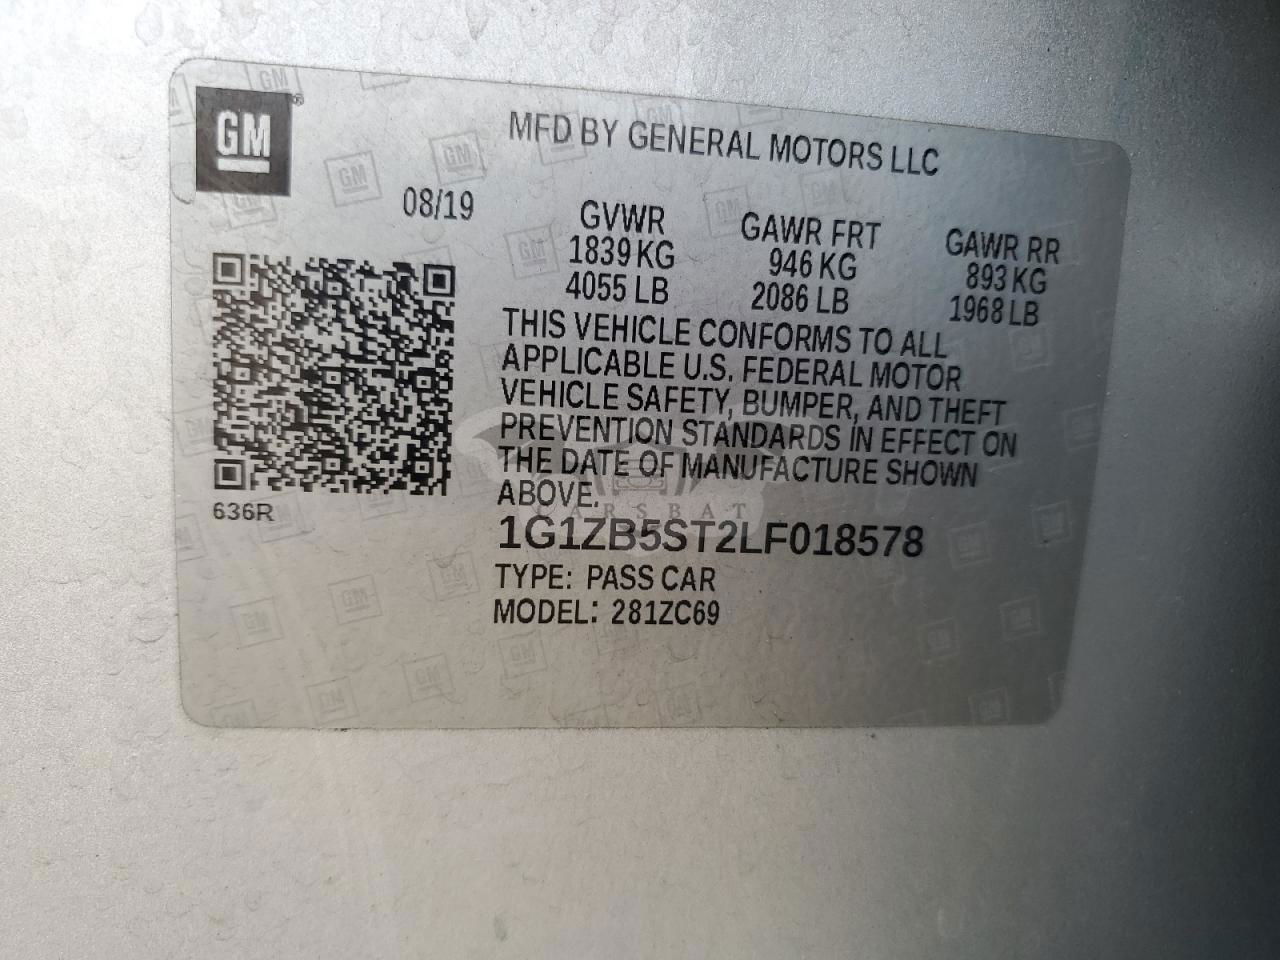 GM
MFD BY GENERAL MOTORS LLC
08/19
GVWR GAWR FRT GAWR RR
1839 KG 946 KG 893 KG
4055 LB 2086 LB 1968 LB
THIS VEHICLE CONFORMS TO ALL
APPLICABLE U.S. FEDERAL MOTOR
VEHICLE SAFETY, BUMPER, AND THEFT
PREVENTION STANDARDS IN EFFECT ON
THE DATE OF MANUFACTURE SHOWN
ABOVE.
CARSBAT
636R
1G1ZB5ST2LF018578
TYPE: PASS CAR
MODEL: 281ZC69